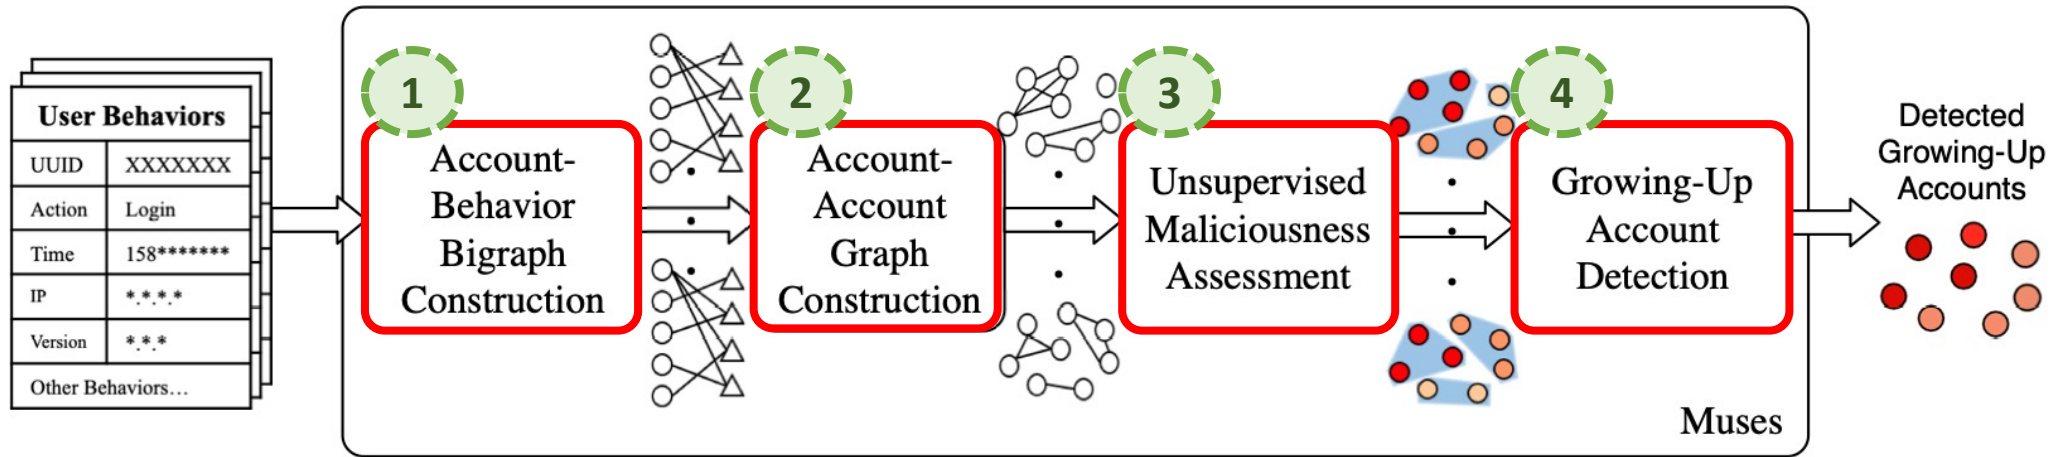 User Behaviors
UUID XXXXXXX
Action Login
Time 158*******
IP *.*.*.*
Version *.*.*
Other Behaviors…
1
Account-
Behavior
Bigraph
Construction
2
Account-
Account
Graph
Construction
3
Unsupervised
Maliciousness
Assessment
4
Growing-Up
Account
Detection
Muses
Detected
Growing-Up
Accounts